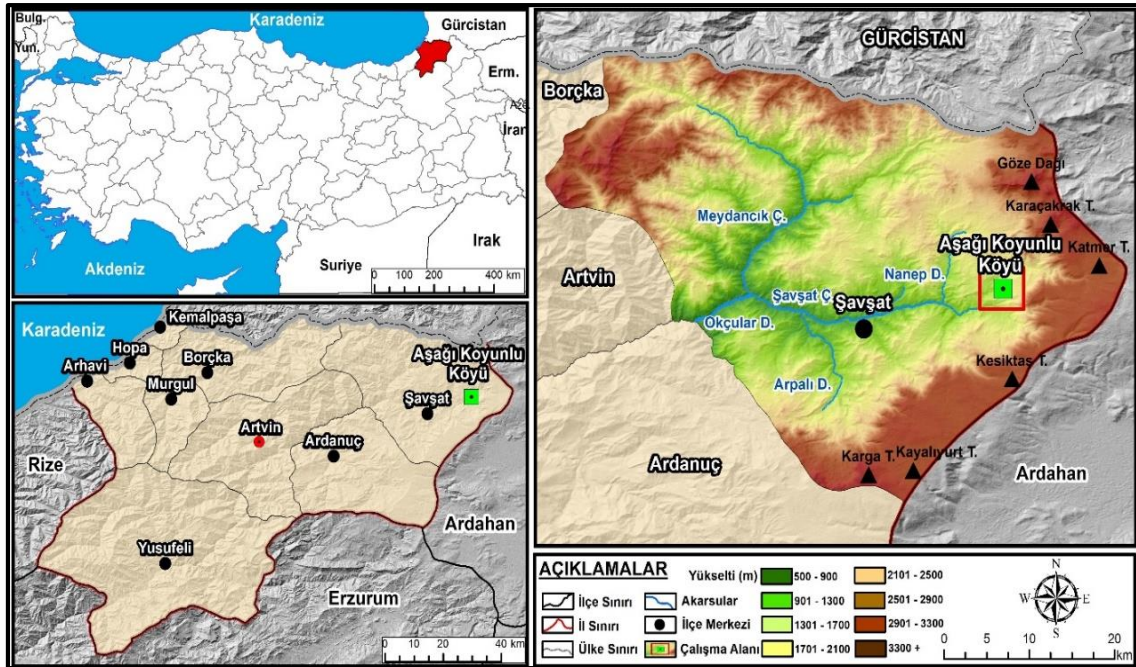 Bulg.
Karadeniz
Gürcistan
Yun.
Erm.
Aze.
İran
Irak
Suriye
Akdeniz
0 100 200 400 km
Karadeniz
Kemalpaşa
Hopa
Arhavi
Borçka
Murgul
Aşağı Koyunlu
Köyü
Şavşat
Artvin
Ardanuç
Rize
Ardahan
Yusufeli
Erzurum
0 10 20 40 km
GÜRCİSTAN
Borçka
Göze Dağı
Karaçakrak T.
Meydancık Ç.
Aşağı Koyunlu
Köyü
Katmer T.
Artvin
Nanep D.
Şavşat Ç.
Şavşat
Okçular D.
Kesiktaş T.
Arpalı D.
Karga T.
Kayalıyurt T.
Ardanuç
Ardahan
AÇIKLAMALAR
İlçe Sınırı
İl Sınırı
Ülke Sınırı
Akarsular
İlçe Merkezi
Çalışma Alanı
Yükselti (m)
500 - 900
901 - 1300
1301 - 1700
1701 - 2100
2101 - 2500
2501 - 2900
2901 - 3300
3300 +
N
W E
S
0 5 10 20
km